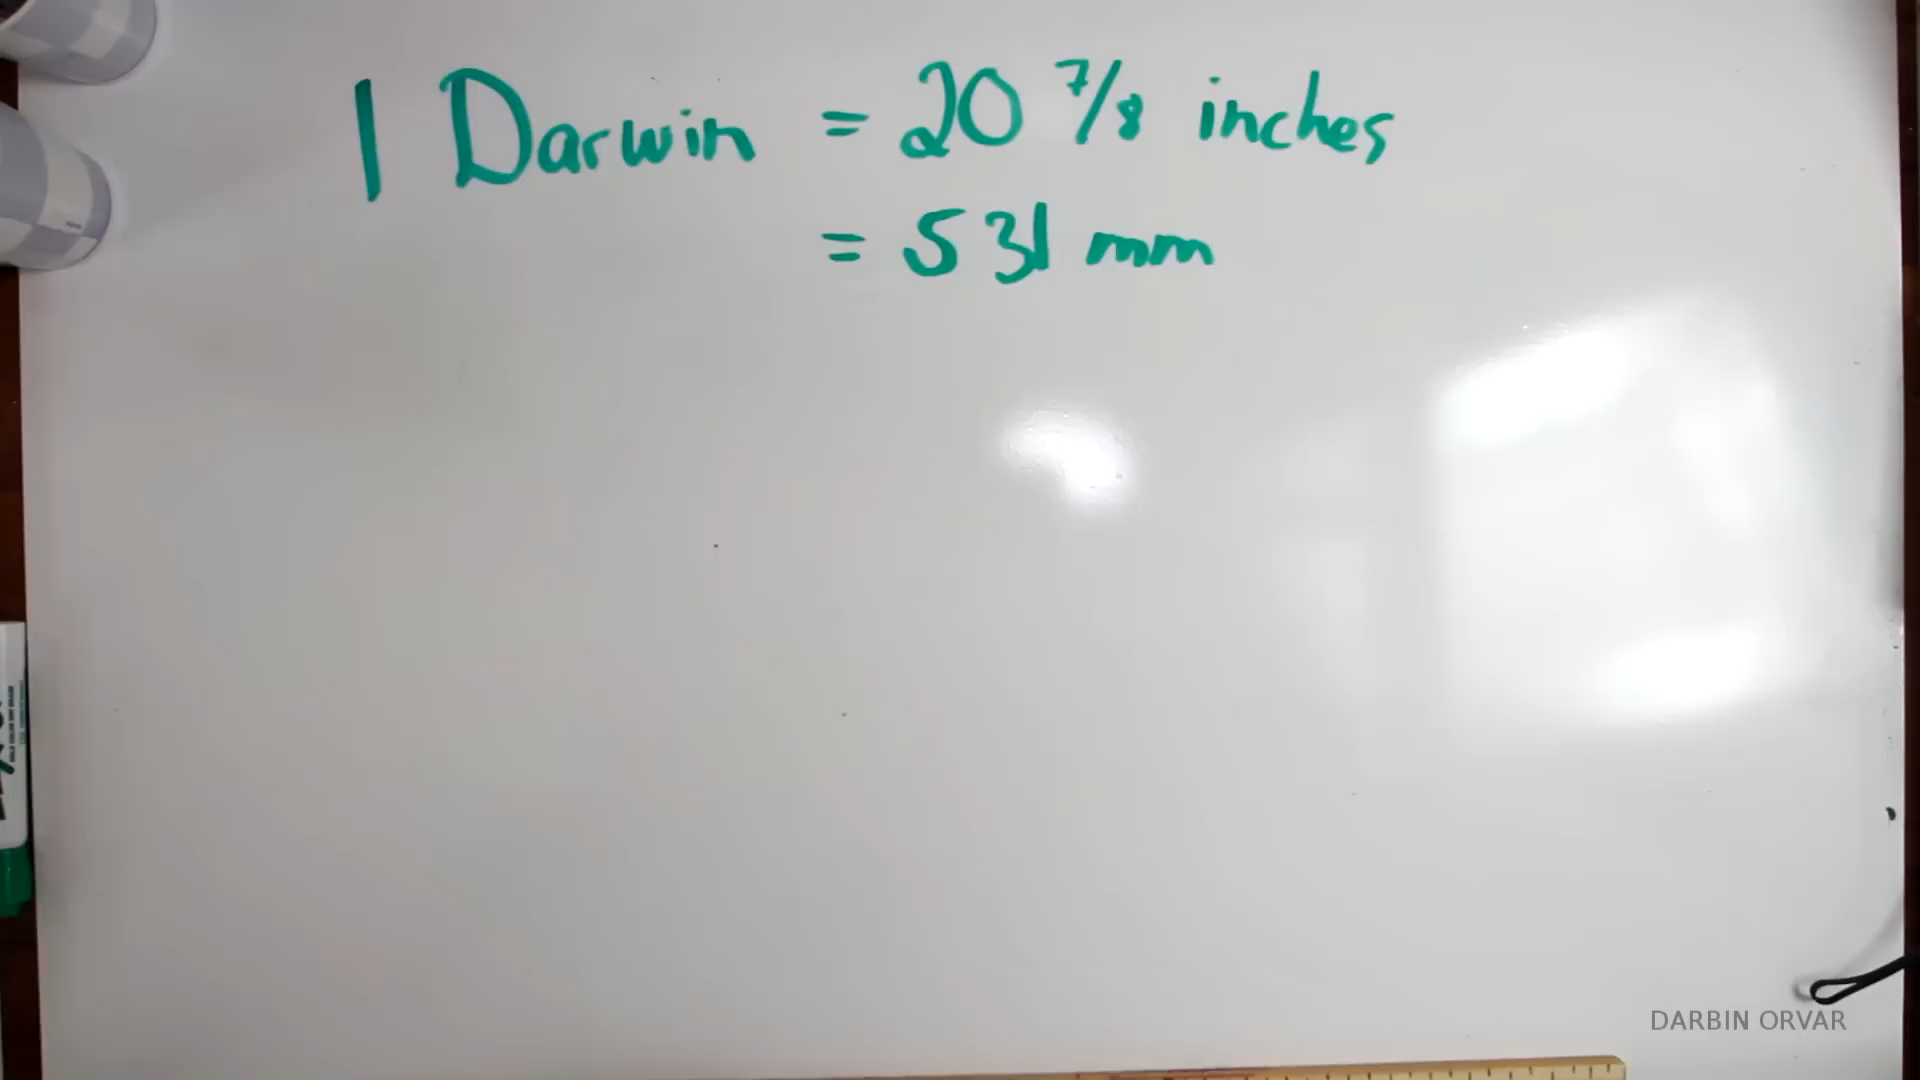 1 Darwin = 20 7/8 inches
= 531 mm
DARBIN ORVAR